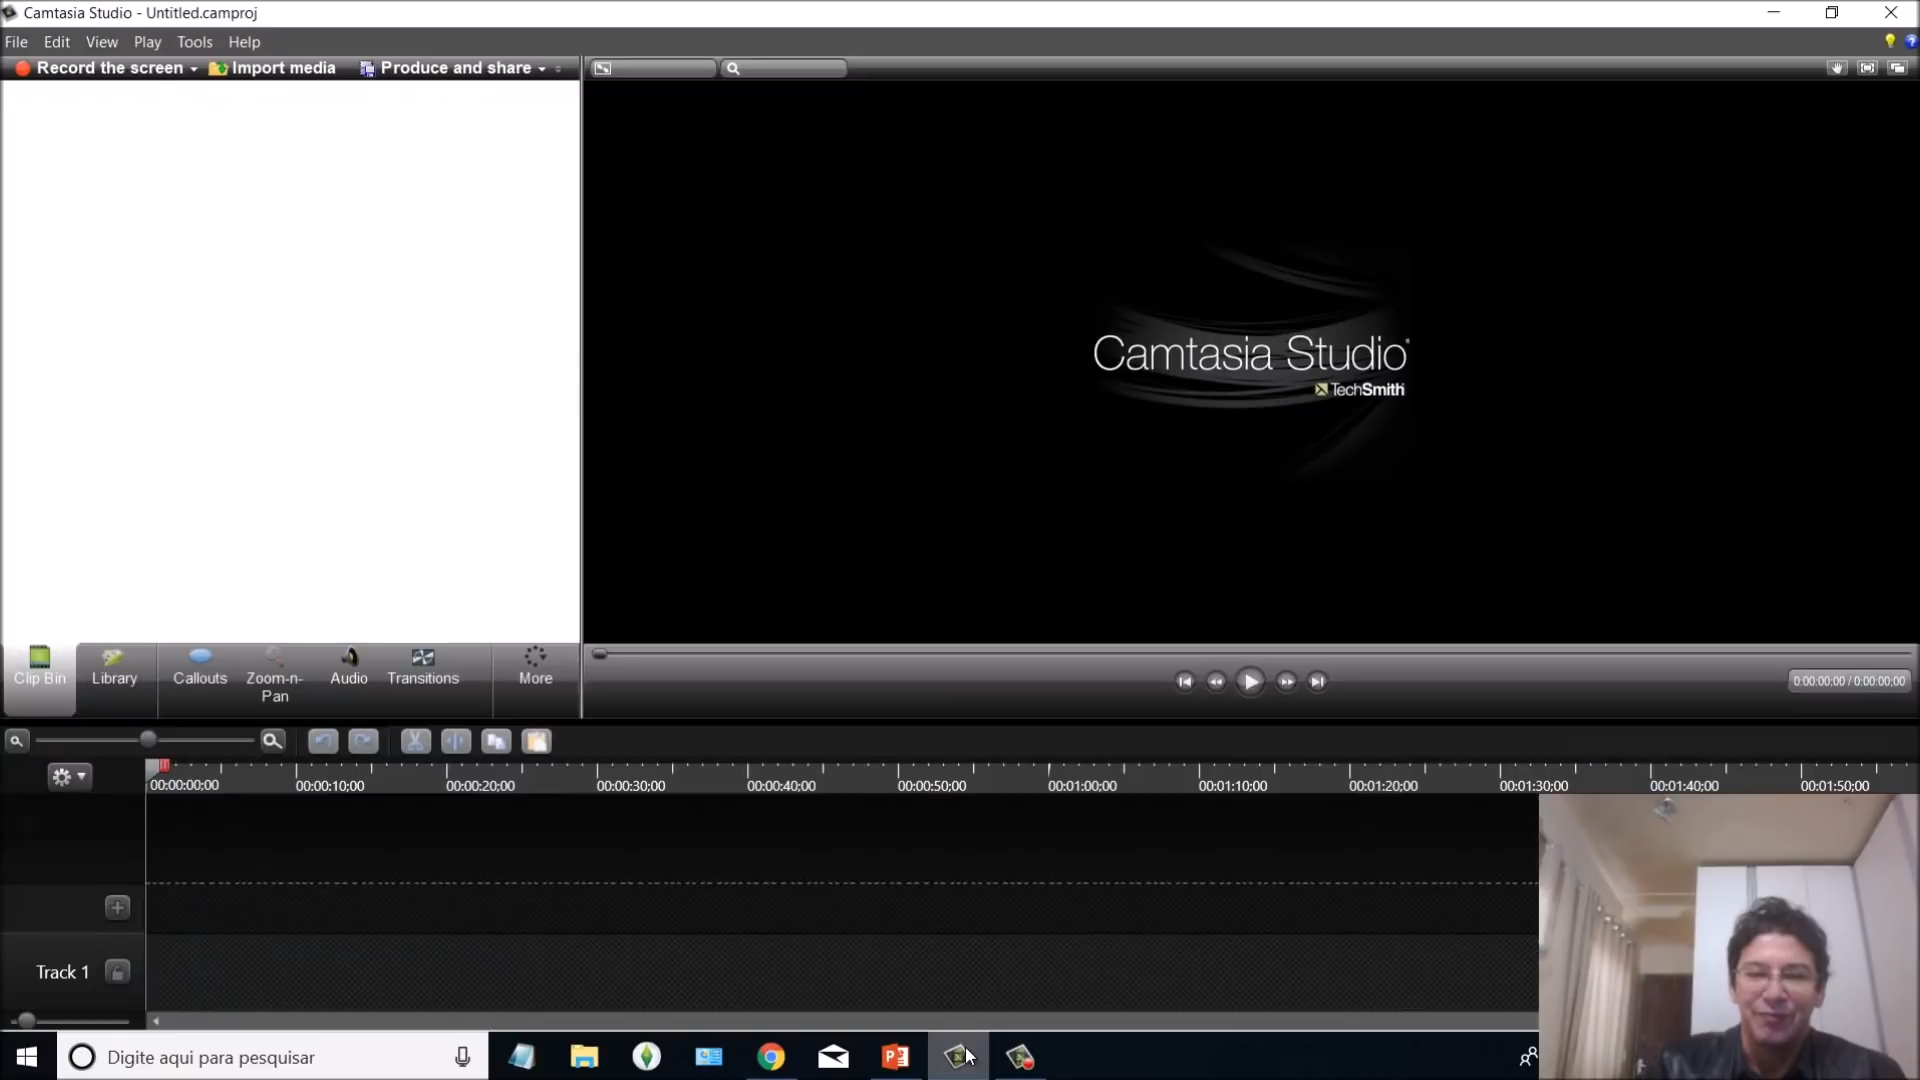 Camtasia Studio - Untitled.camproj
File Edit View Play Tools Help
Record the screen Import media Produce and share
Camtasia Studio
TechSmith
Clip Bin Library Callouts Zoom-n-Pan Audio Transitions More
0:00:00;00 / 0:00:00;00
00:00:00;00 00:00:10;00 00:00:20;00 00:00:30;00 00:00:40;00 00:00:50;00 00:01:00;00 00:01:10;00 00:01:20;00 00:01:30;00 00:01:40;00 00:01:50;00
Track 1
Digite aqui para pesquisar